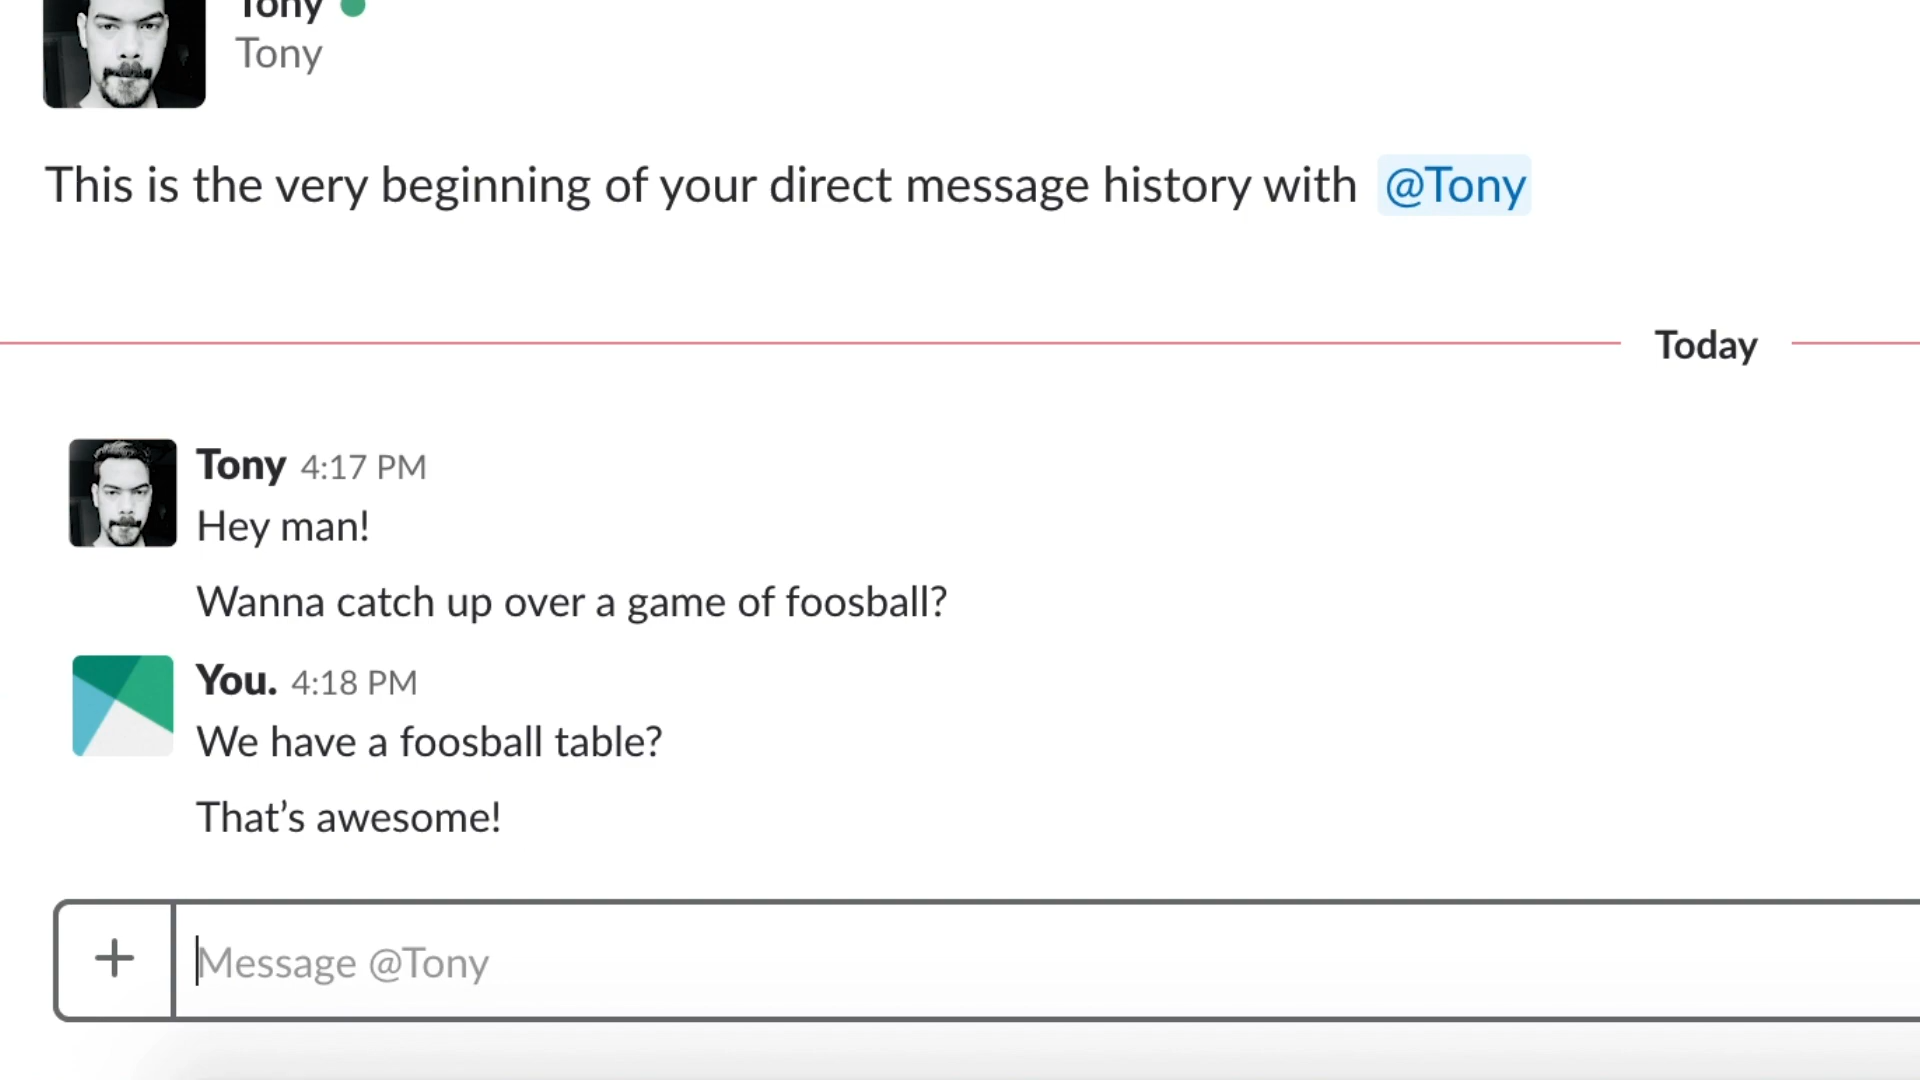 Tony
Tony
This is the very beginning of your direct message history with @Tony
Today
Tony 4:17 PM
Hey man!
Wanna catch up over a game of foosball?
You. 4:18 PM
We have a foosball table?
That’s awesome!
Message @Tony